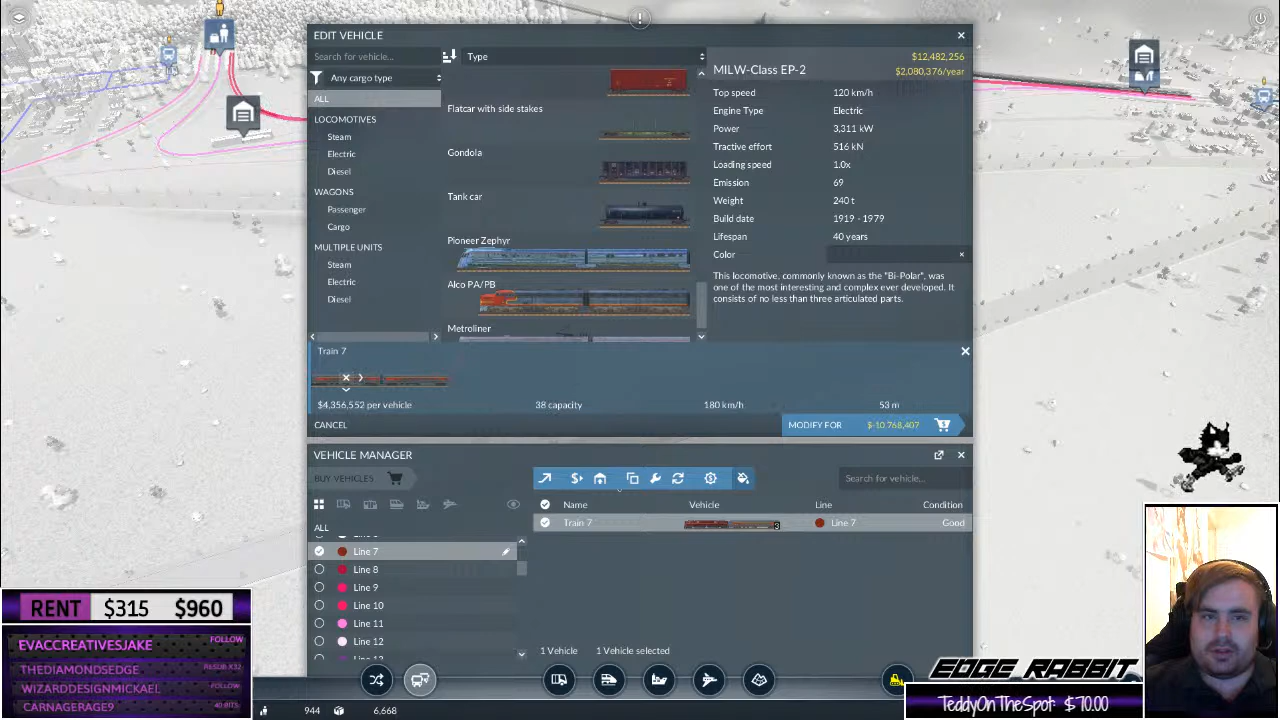 EDIT VEHICLE
Search for vehicle...
Type
Any cargo type
ALL
LOCOMOTIVES
Steam
Electric
Diesel
WAGONS
Passenger
Cargo
MULTIPLE UNITS
Steam
Electric
Diesel
Flatcar with side stakes
Gondola
Tank car
Pioneer Zephyr
Alco PA/PB
Metroliner
$12,482,256
MILW-Class EP-2
$2,080,376/year
Top speed 120 km/h
Engine Type Electric
Power 3,311 kW
Tractive effort 516 kN
Loading speed 1.0x
Emission 69
Weight 240 t
Build date 1919 - 1979
Lifespan 40 years
Color
This locomotive, commonly known as the "Bi-Polar", was
one of the most interesting and complex ever developed. It
consists of no less than three articulated parts.
Train 7
$4,356,552 per vehicle 38 capacity 180 km/h 53 m
CANCEL
MODIFY FOR $-10,768,407
VEHICLE MANAGER
BUY VEHICLES
Search for vehicle...
ALL
Line 7
Line 8
Line 9
Line 10
Line 11
Line 12
Name Vehicle Line Condition
Train 7 3 Line 7 Good
1 Vehicle 1 Vehicle selected
944 6,668
RENT $315 $960
EVACCREATIVESJAKE FOLLOW
THEDIAMONDSEDGE
WIZARDDESIGNMICKAEL FOLLOW
CARNAGERAGE9 40 BITS
EDGE RABBIT
TeddyOnTheSpot: $70.00